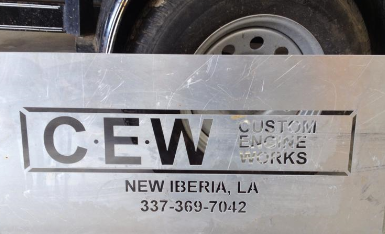 C·E·W
CUSTOM
ENGINE
WORKS
NEW IBERIA, LA
337-369-7042